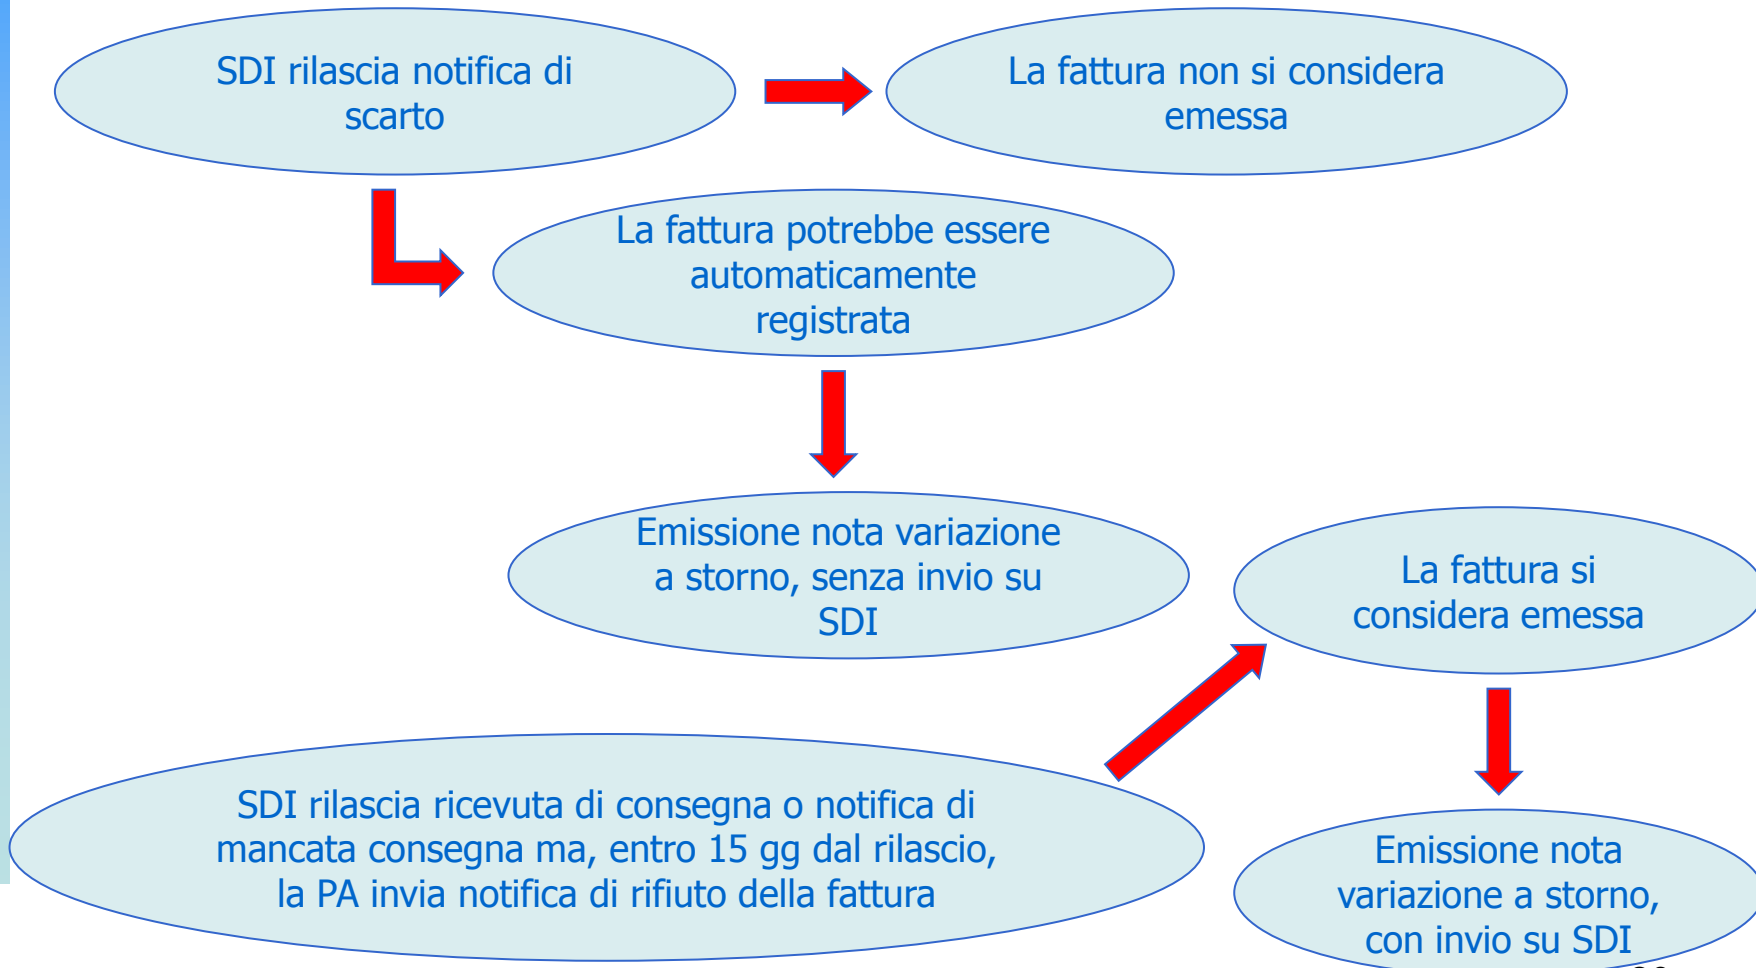 SDI rilascia notifica di
scarto
La fattura non si considera
emessa
La fattura potrebbe essere
automaticamente
registrata
Emissione nota variazione
a storno, senza invio su
SDI
La fattura si
considera emessa
SDI rilascia ricevuta di consegna o notifica di
mancata consegna ma, entro 15 gg dal rilascio,
la PA invia notifica di rifiuto della fattura
Emissione nota
variazione a storno,
con invio su SDI